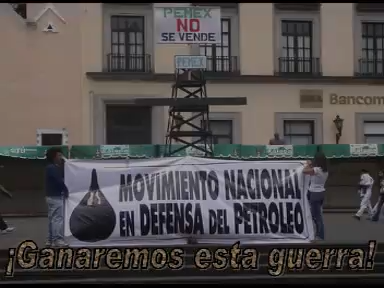 PEMEX
NO
SE VENDE
PEMEX
Bancom
MOVIMIENTO NACIONAL
EN DEFENSA DEL PETROLEO
¡Ganaremos esta guerra!